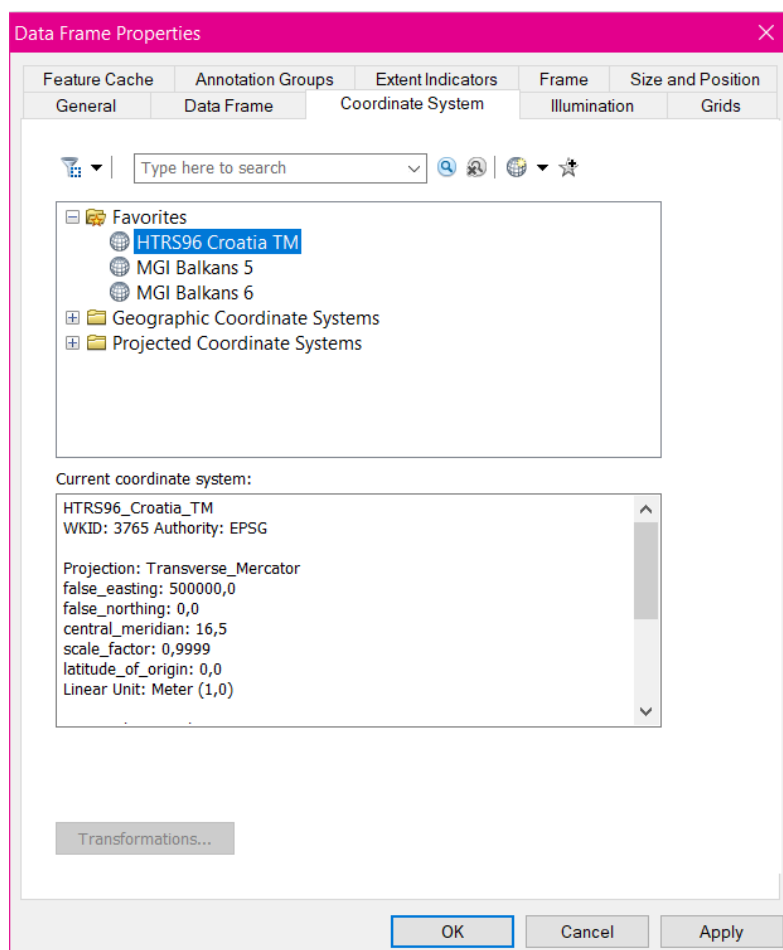 Data Frame Properties
Feature Cache Annotation Groups Extent Indicators Frame Size and Position
General Data Frame Coordinate System Illumination Grids
Type here to search
Favorites
HTRS96 Croatia TM
MGI Balkans 5
MGI Balkans 6
Geographic Coordinate Systems
Projected Coordinate Systems
Current coordinate system:
HTRS96_Croatia_TM
WKID: 3765 Authority: EPSG
Projection: Transverse_Mercator
false_easting: 500000,0
false_northing: 0,0
central_meridian: 16,5
scale_factor: 0,9999
latitude_of_origin: 0,0
Linear Unit: Meter (1,0)
Transformations...
OK Cancel Apply